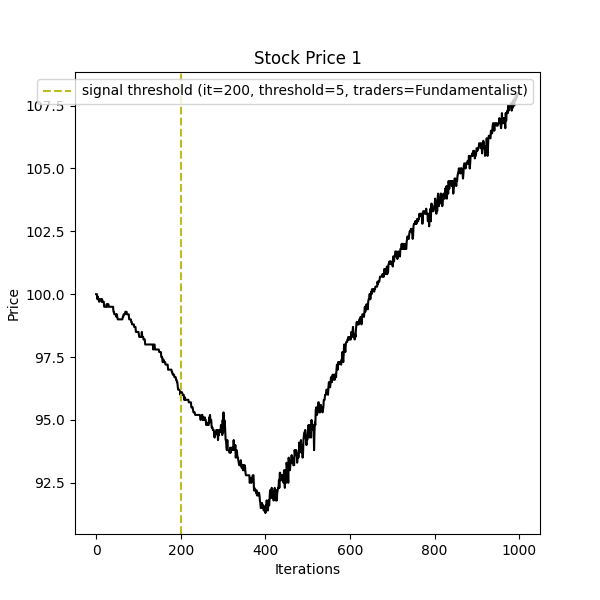 Stock Price 1
signal threshold (it=200, threshold=5, traders=Fundamentalist)
107.5
105.0
102.5
100.0
97.5
95.0
92.5
Price
0 200 400 600 800 1000
Iterations